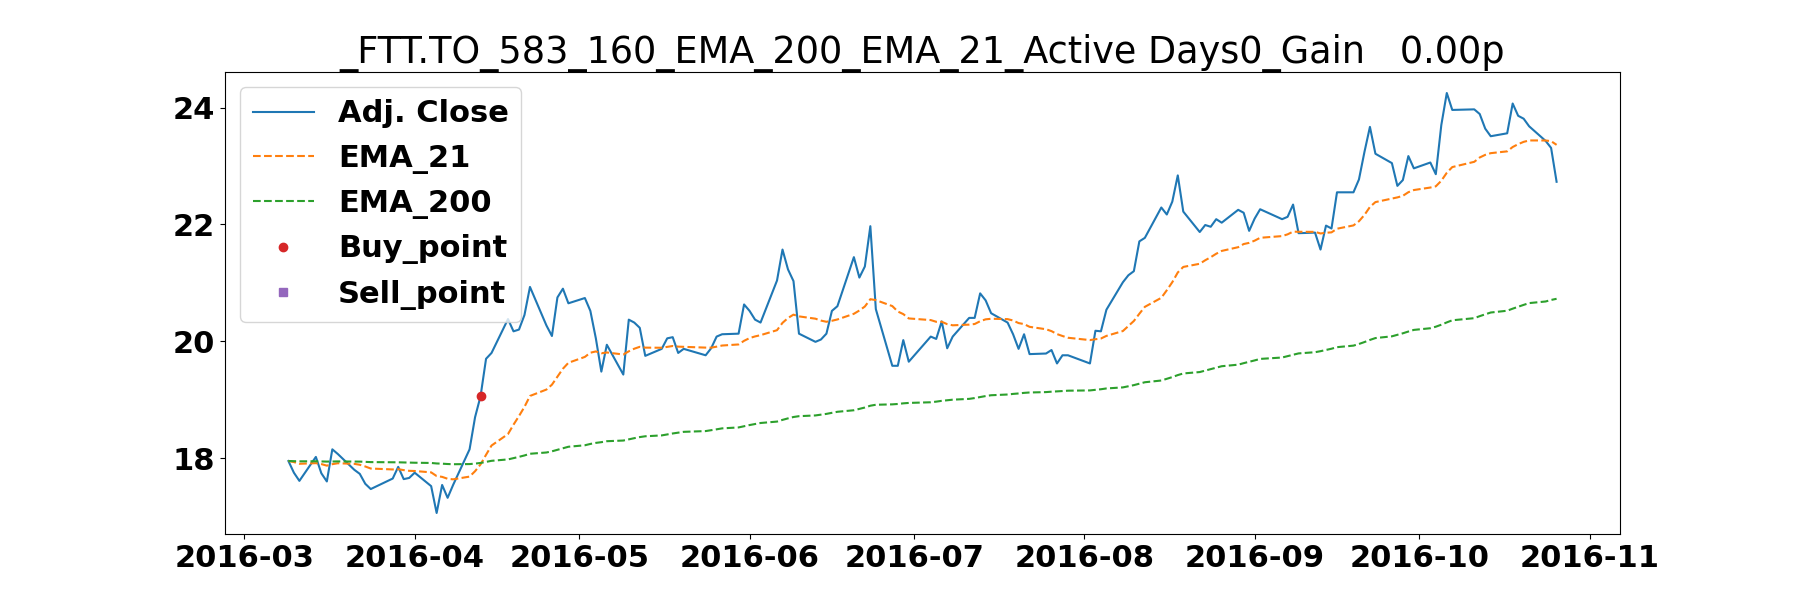 _FTT.TO_583_160_EMA_200_EMA_21_Active Days0_Gain   0.00p
24
22
20
18
Adj. Close
EMA_21
EMA_200
Buy_point
Sell_point
2016-03 2016-04 2016-05 2016-06 2016-07 2016-08 2016-09 2016-10 2016-11